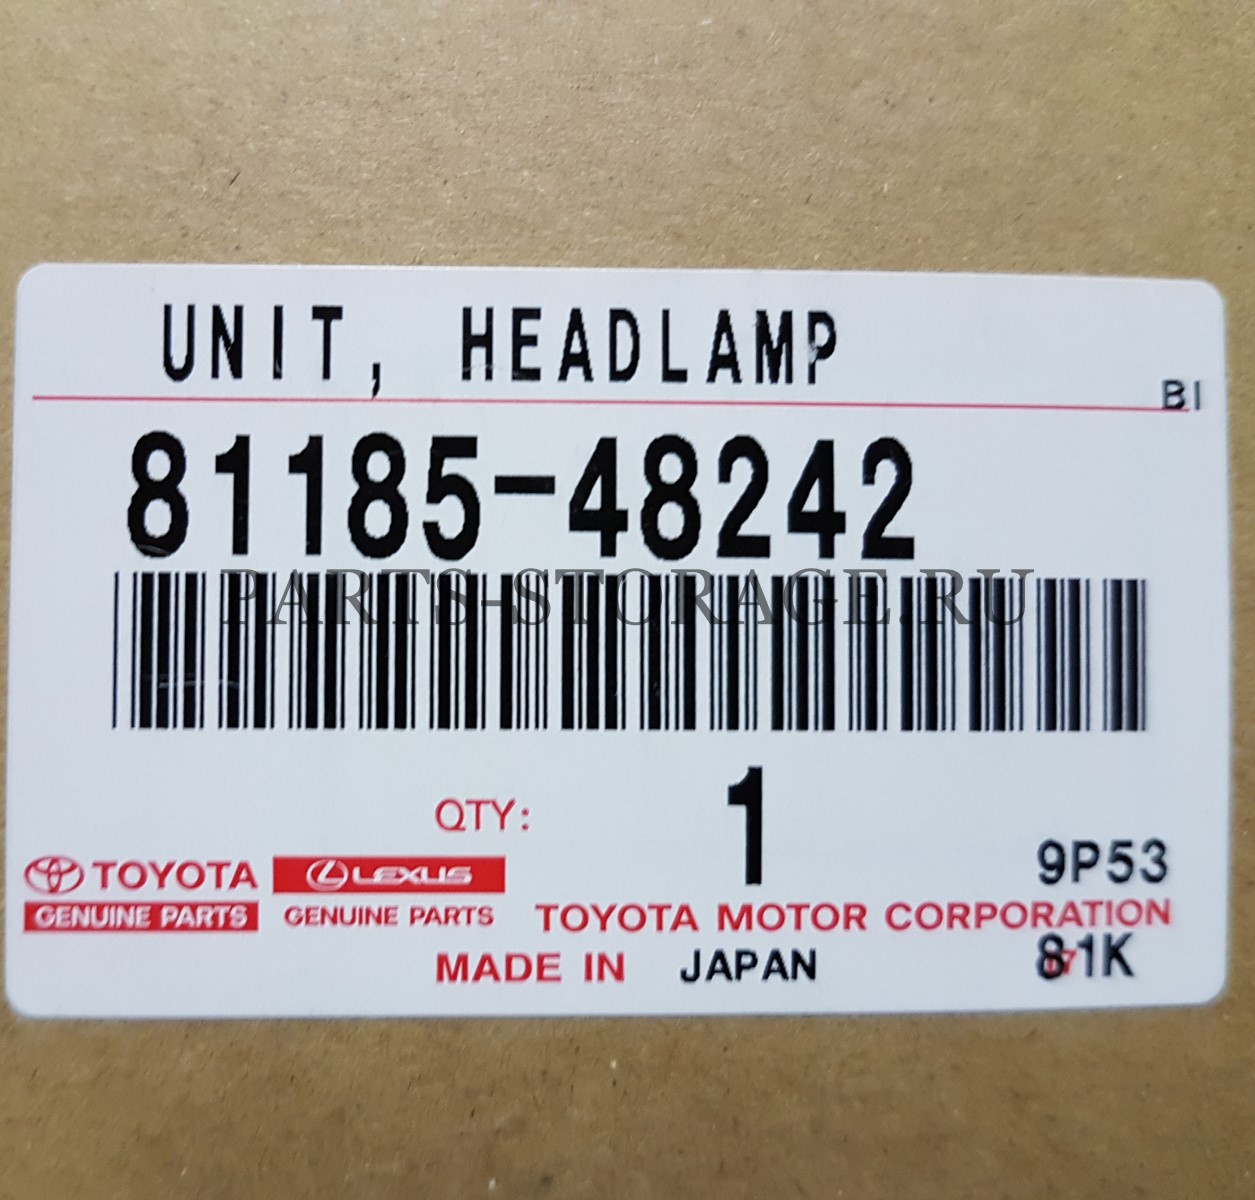 UNIT, HEADLAMP
BI
81185-48242
PARTS-STORAGE.RU
QTY: 1
9P53
TOYOTA LEXUS
GENUINE PARTS GENUINE PARTS TOYOTA MOTOR CORPORATION
MADE IN JAPAN 81K